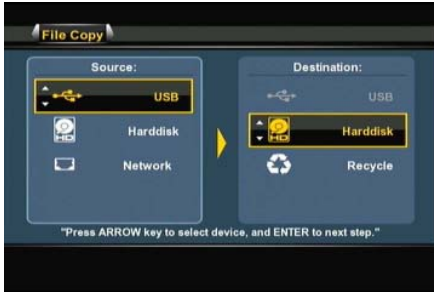 File Copy
Source:
USB
Harddisk
Network
Destination:
USB
Harddisk
Recycle
"Press ARROW key to select device, and ENTER to next step."